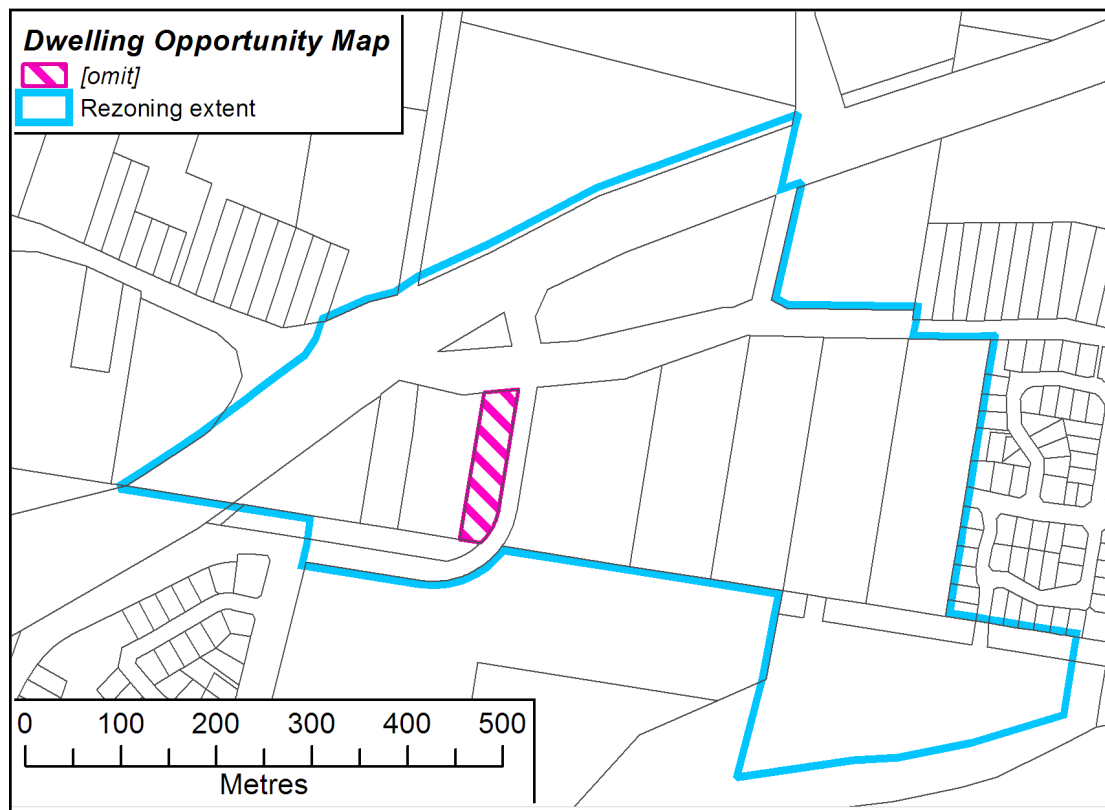 Dwelling Opportunity Map
[omit]
Rezoning extent
0 100 200 300 400 500
Metres